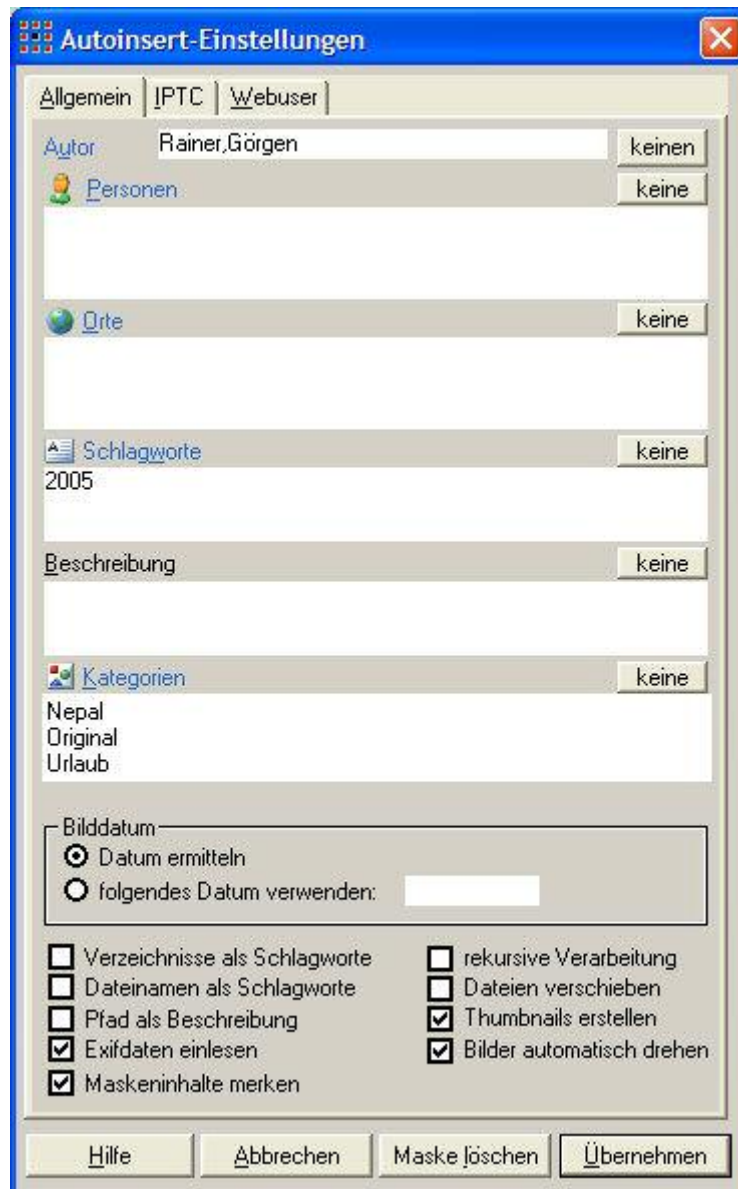 Autoinsert-Einstellungen
Allgemein IPTC Webuser
Autor Rainer,Görgen keinen
Personen keine
Orte keine
Schlagworte keine
2005
Beschreibung keine
Kategorien keine
Nepal
Original
Urlaub
Bilddatum
Datum ermitteln
folgendes Datum verwenden:
Verzeichnisse als Schlagworte rekursive Verarbeitung
Dateinamen als Schlagworte Dateien verschieben
Pfad als Beschreibung Thumbnails erstellen
Exifdaten einlesen Bilder automatisch drehen
Maskeninhalte merken
Hilfe Abbrechen Maske löschen Übernehmen